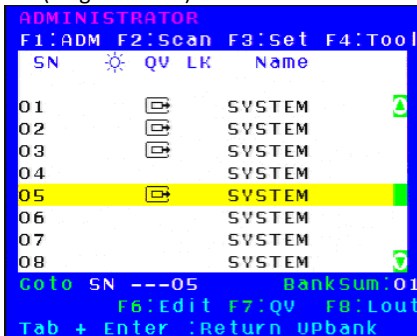 ADMINISTRATOR
F1:ADM F2:Scan F3:Set F4:Tool
SN QV LK Name
01 SYSTEM
02 SYSTEM
03 SYSTEM
04 SYSTEM
05 SYSTEM
06 SYSTEM
07 SYSTEM
08 SYSTEM
Goto SN ---05 BankSum:01
F6:Edit F7:QV F8:Lout
Tab + Enter :Return UPbank